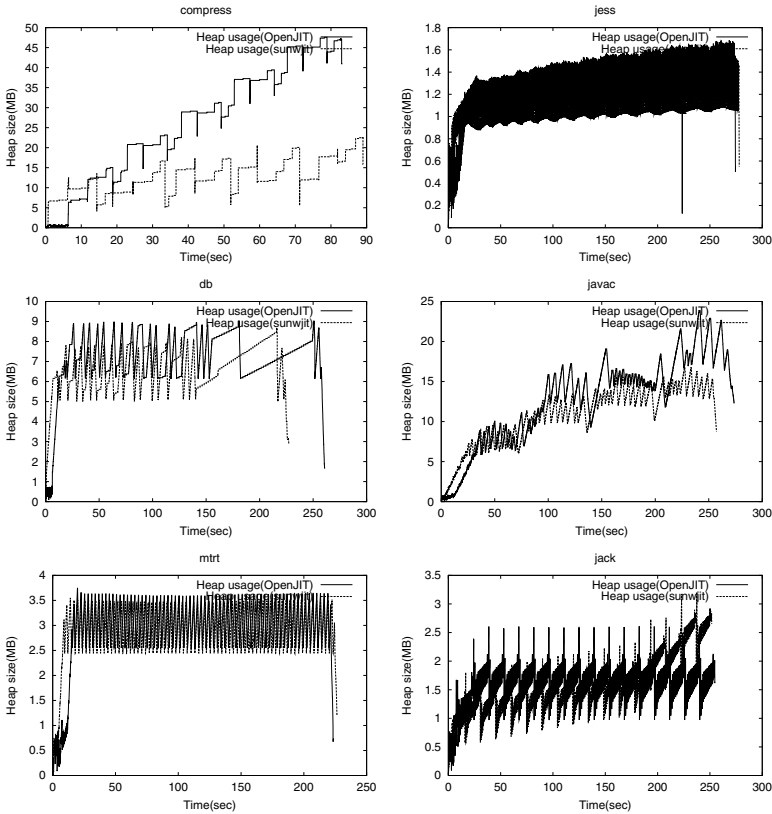 compress
Heap usage(OpenJIT)
Heap usage(sunwjit)
Heap size(MB)
50
45
40
35
30
25
20
15
10
5
0
0 10 20 30 40 50 60 70 80 90
Time(sec)
jess
Heap usage(OpenJIT)
Heap usage(sunwjit)
Heap size(MB)
1.8
1.6
1.4
1.2
1
0.8
0.6
0.4
0.2
0
0 50 100 150 200 250 300
Time(sec)
db
Heap usage(OpenJIT)
Heap usage(sunwjit)
Heap size(MB)
10
9
8
7
6
5
4
3
2
1
0
0 50 100 150 200 250 300
Time(sec)
javac
Heap usage(OpenJIT)
Heap usage(sunwjit)
Heap size(MB)
25
20
15
10
5
0
0 50 100 150 200 250 300
Time(sec)
mtrt
Heap usage(OpenJIT)
Heap usage(sunwjit)
Heap size(MB)
4
3.5
3
2.5
2
1.5
1
0.5
0
0 50 100 150 200 250
Time(sec)
jack
Heap usage(OpenJIT)
Heap usage(sunwjit)
Heap size(MB)
3.5
3
2.5
2
1.5
1
0.5
0
0 50 100 150 200 250 300
Time(sec)